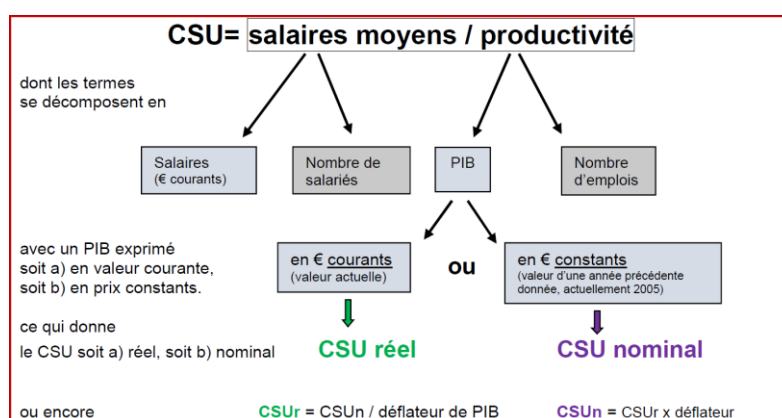 CSU= salaires moyens / productivité
dont les termes
se décomposent en
Salaires
(€ courants)
Nombre de
salariés
PIB
Nombre
d'emplois
avec un PIB exprimé
soit a) en valeur courante,
soit b) en prix constants.
en € courants
(valeur actuelle)
ou
en € constants
(valeur d'une année précédente
donnée, actuellement 2005)
ce qui donne
le CSU soit a) réel, soit b) nominal
CSU réel
CSU nominal
ou encore
CSUr = CSUn / déflateur de PIB
CSUn = CSUr x déflateur